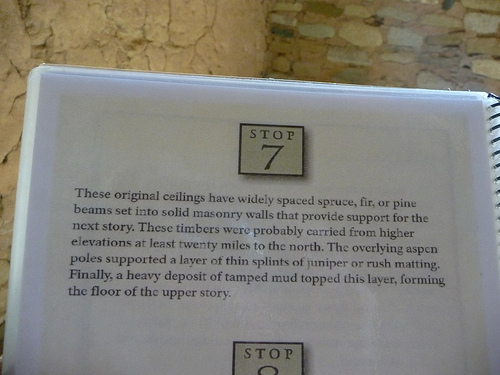 STOP
7
These original ceilings have widely spaced spruce, fir, or pine
beams set into solid masonry walls that provide support for the
next story. These timbers were probably carried from higher
elevations at least twenty miles to the north. The overlying aspen
poles supported a layer of thin splints of juniper or rush matting.
Finally, a heavy deposit of tamped mud topped this layer, forming
the floor of the upper story.
STOP